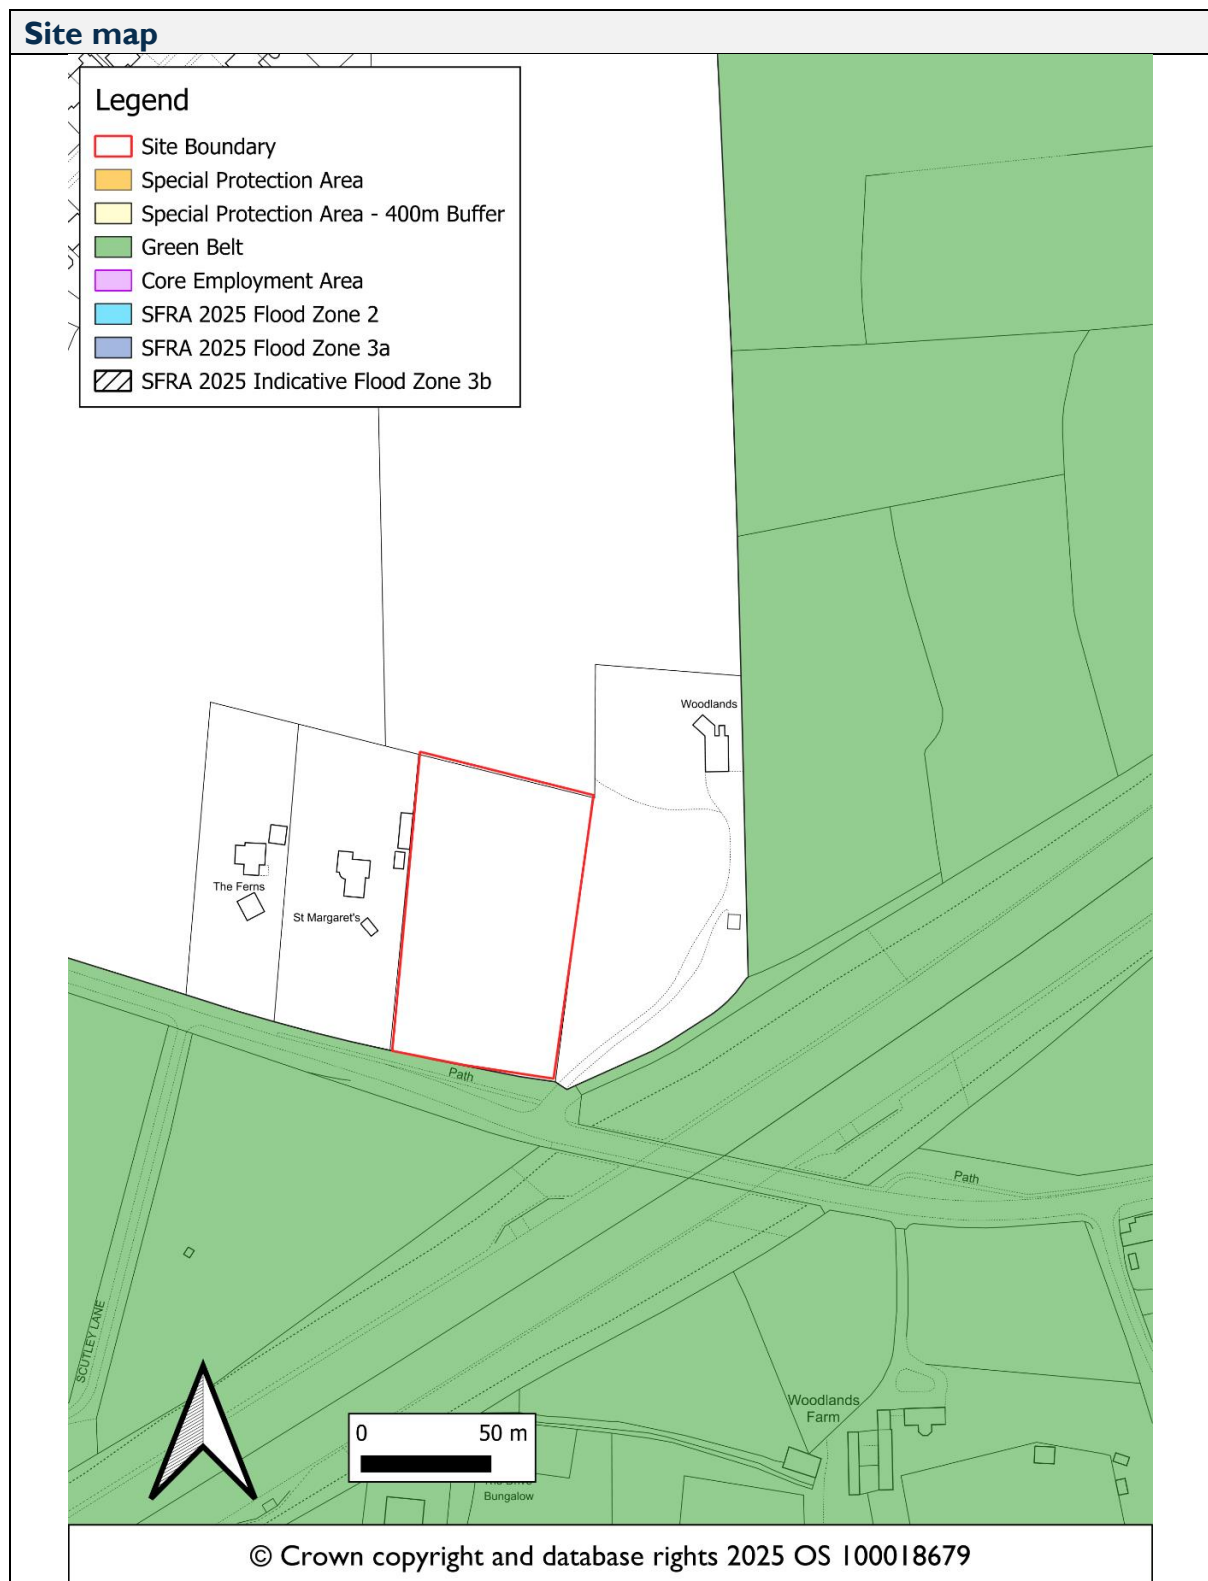 Site map
Legend
Site Boundary
Special Protection Area
Special Protection Area - 400m Buffer
Green Belt
Core Employment Area
SFRA 2025 Flood Zone 2
SFRA 2025 Flood Zone 3a
SFRA 2025 Indicative Flood Zone 3b
Woodlands
The Ferns
St Margaret's
Path
Path
SCUTLEY LANE
Woodlands
Farm
0 50 m
Bungalow
© Crown copyright and database rights 2025 OS 100018679